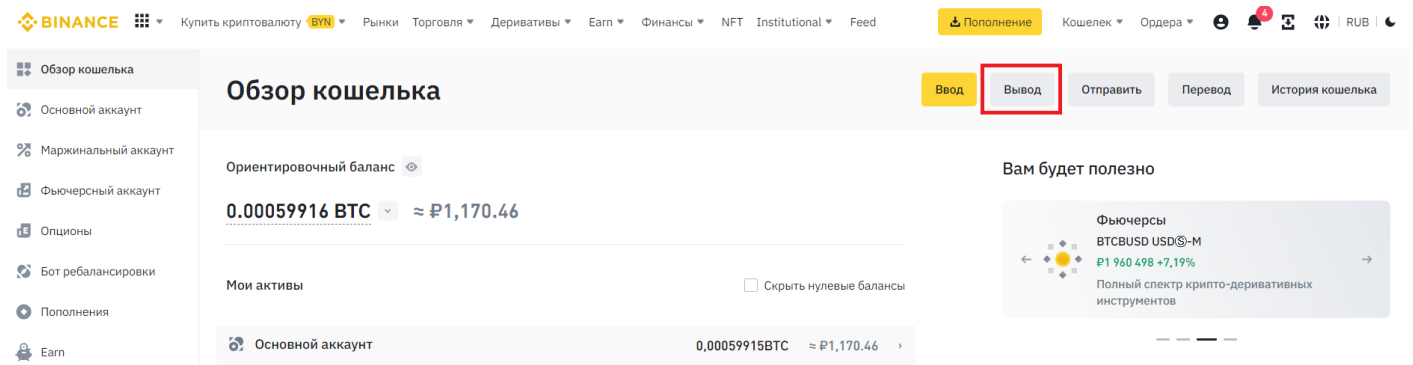 BINANCE Купить криптовалюту BYN Рынки Торговля Деривативы Earn Финансы NFT Institutional Feed Пополнение Кошелек Ордера 4 RUB
Обзор кошелька
Основной аккаунт
Маржинальный аккаунт
Фьючерсный аккаунт
Опционы
Бот ребалансировки
Пополнения
Earn
Обзор кошелька
Ввод Вывод Отправить Перевод История кошелька
Ориентировочный баланс
0.00059916 BTC ≈ ₽1,170.46
Мои активы Скрыть нулевые балансы
Основной аккаунт 0,00059915BTC ≈ ₽1,170.46
Вам будет полезно
Фьючерсы
BTCBUSD USDⓈ-M
₽1 960 498 +7,19%
Полный спектр крипто-деривативных
инструментов